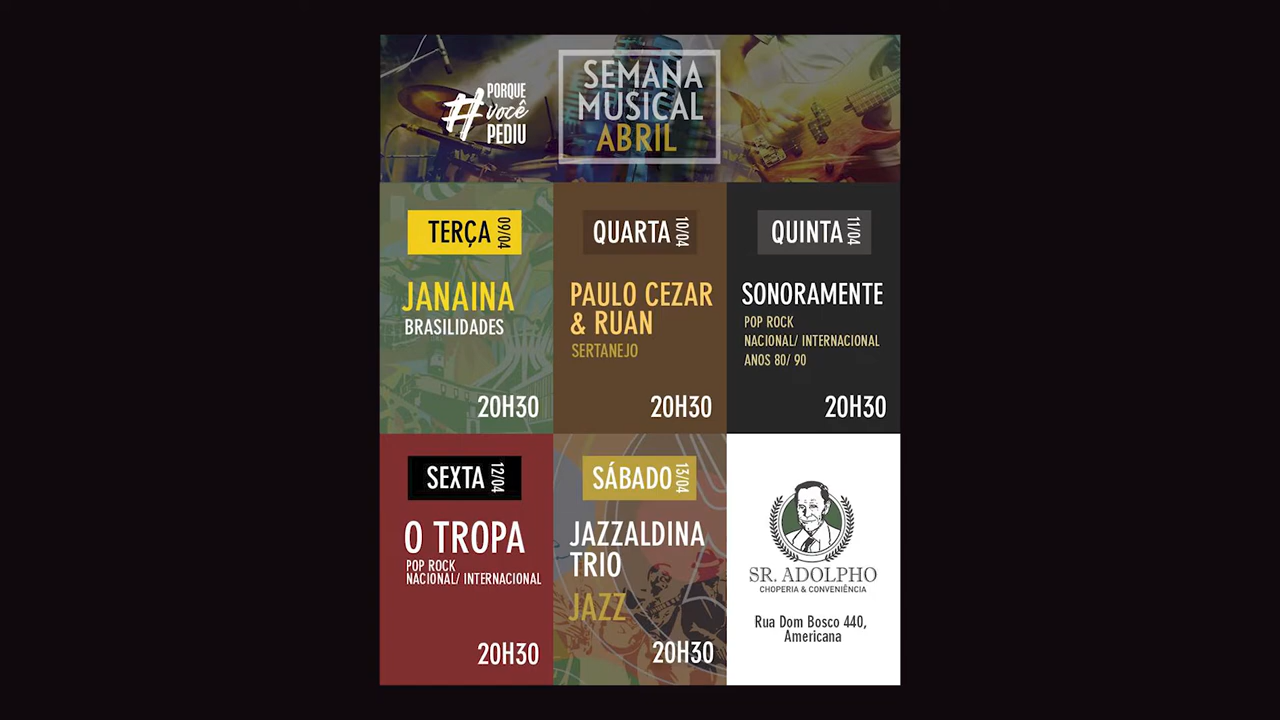 #
PORQUE
você
PEDIU
SEMANA
MUSICAL
ABRIL
TERÇA 09/04
JANAINA
BRASILIDADES
20H30
QUARTA 10/04
PAULO CEZAR
& RUAN
SERTANEJO
20H30
QUINTA 11/04
SONORAMENTE
POP ROCK
NACIONAL/ INTERNACIONAL
ANOS 80/ 90
20H30
SEXTA 12/04
O TROPA
POP ROCK
NACIONAL/ INTERNACIONAL
20H30
SÁBADO 13/04
JAZZALDINA
TRIO
JAZZ
20H30
SR. ADOLPHO
CHOPERIA & CONVENIÊNCIA
Rua Dom Bosco 440,
Americana